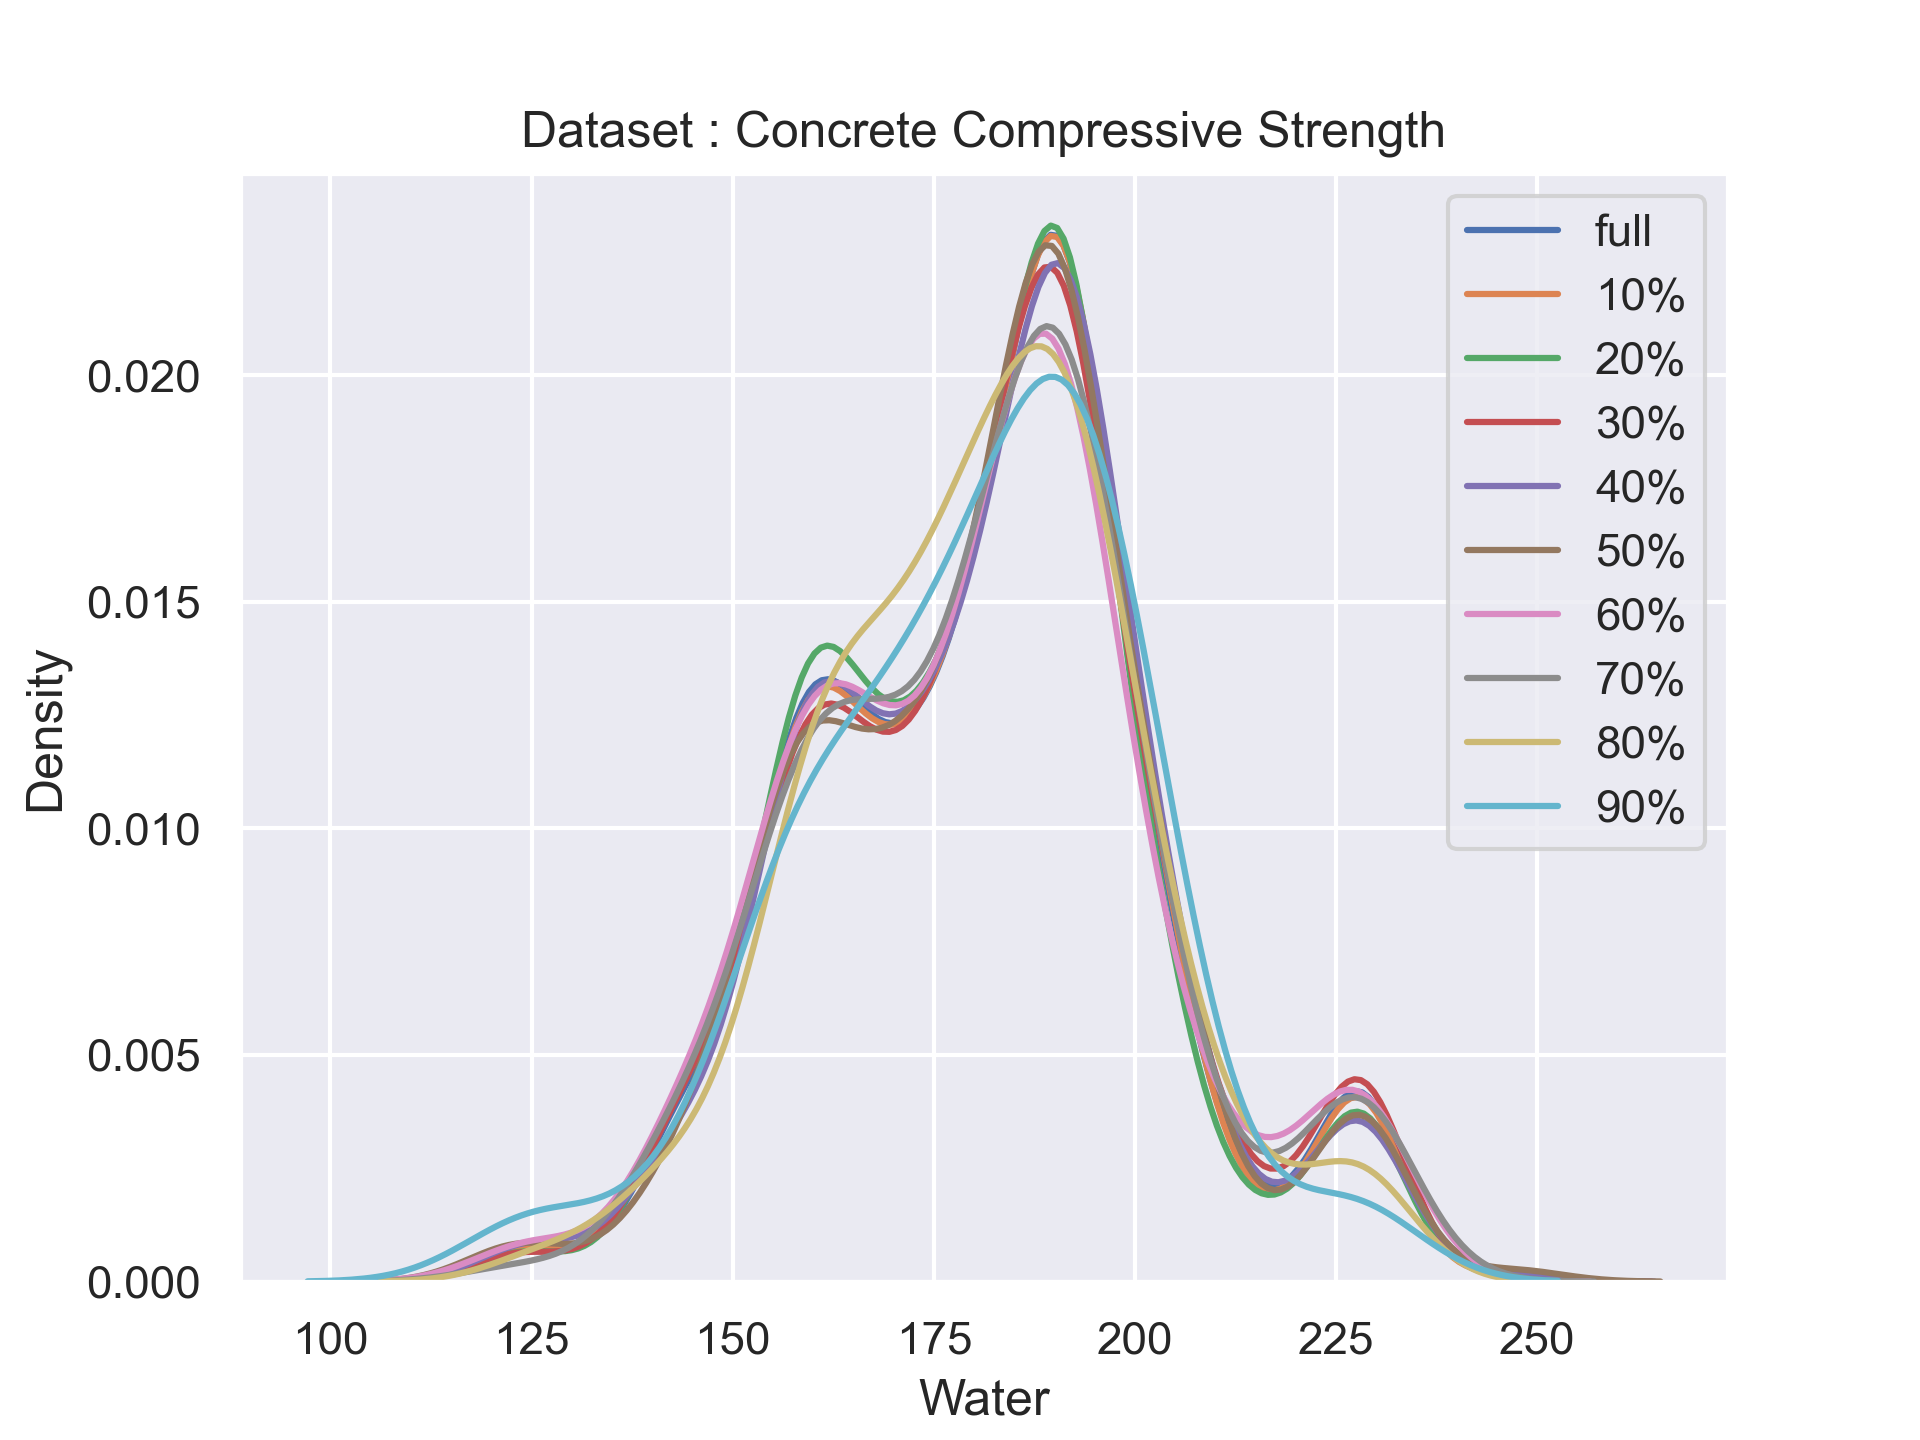 Dataset : Concrete Compressive Strength
full
10%
20%
30%
40%
50%
60%
70%
80%
90%
Density
0.020
0.015
0.010
0.005
0.000
100 125 150 175 200 225 250
Water